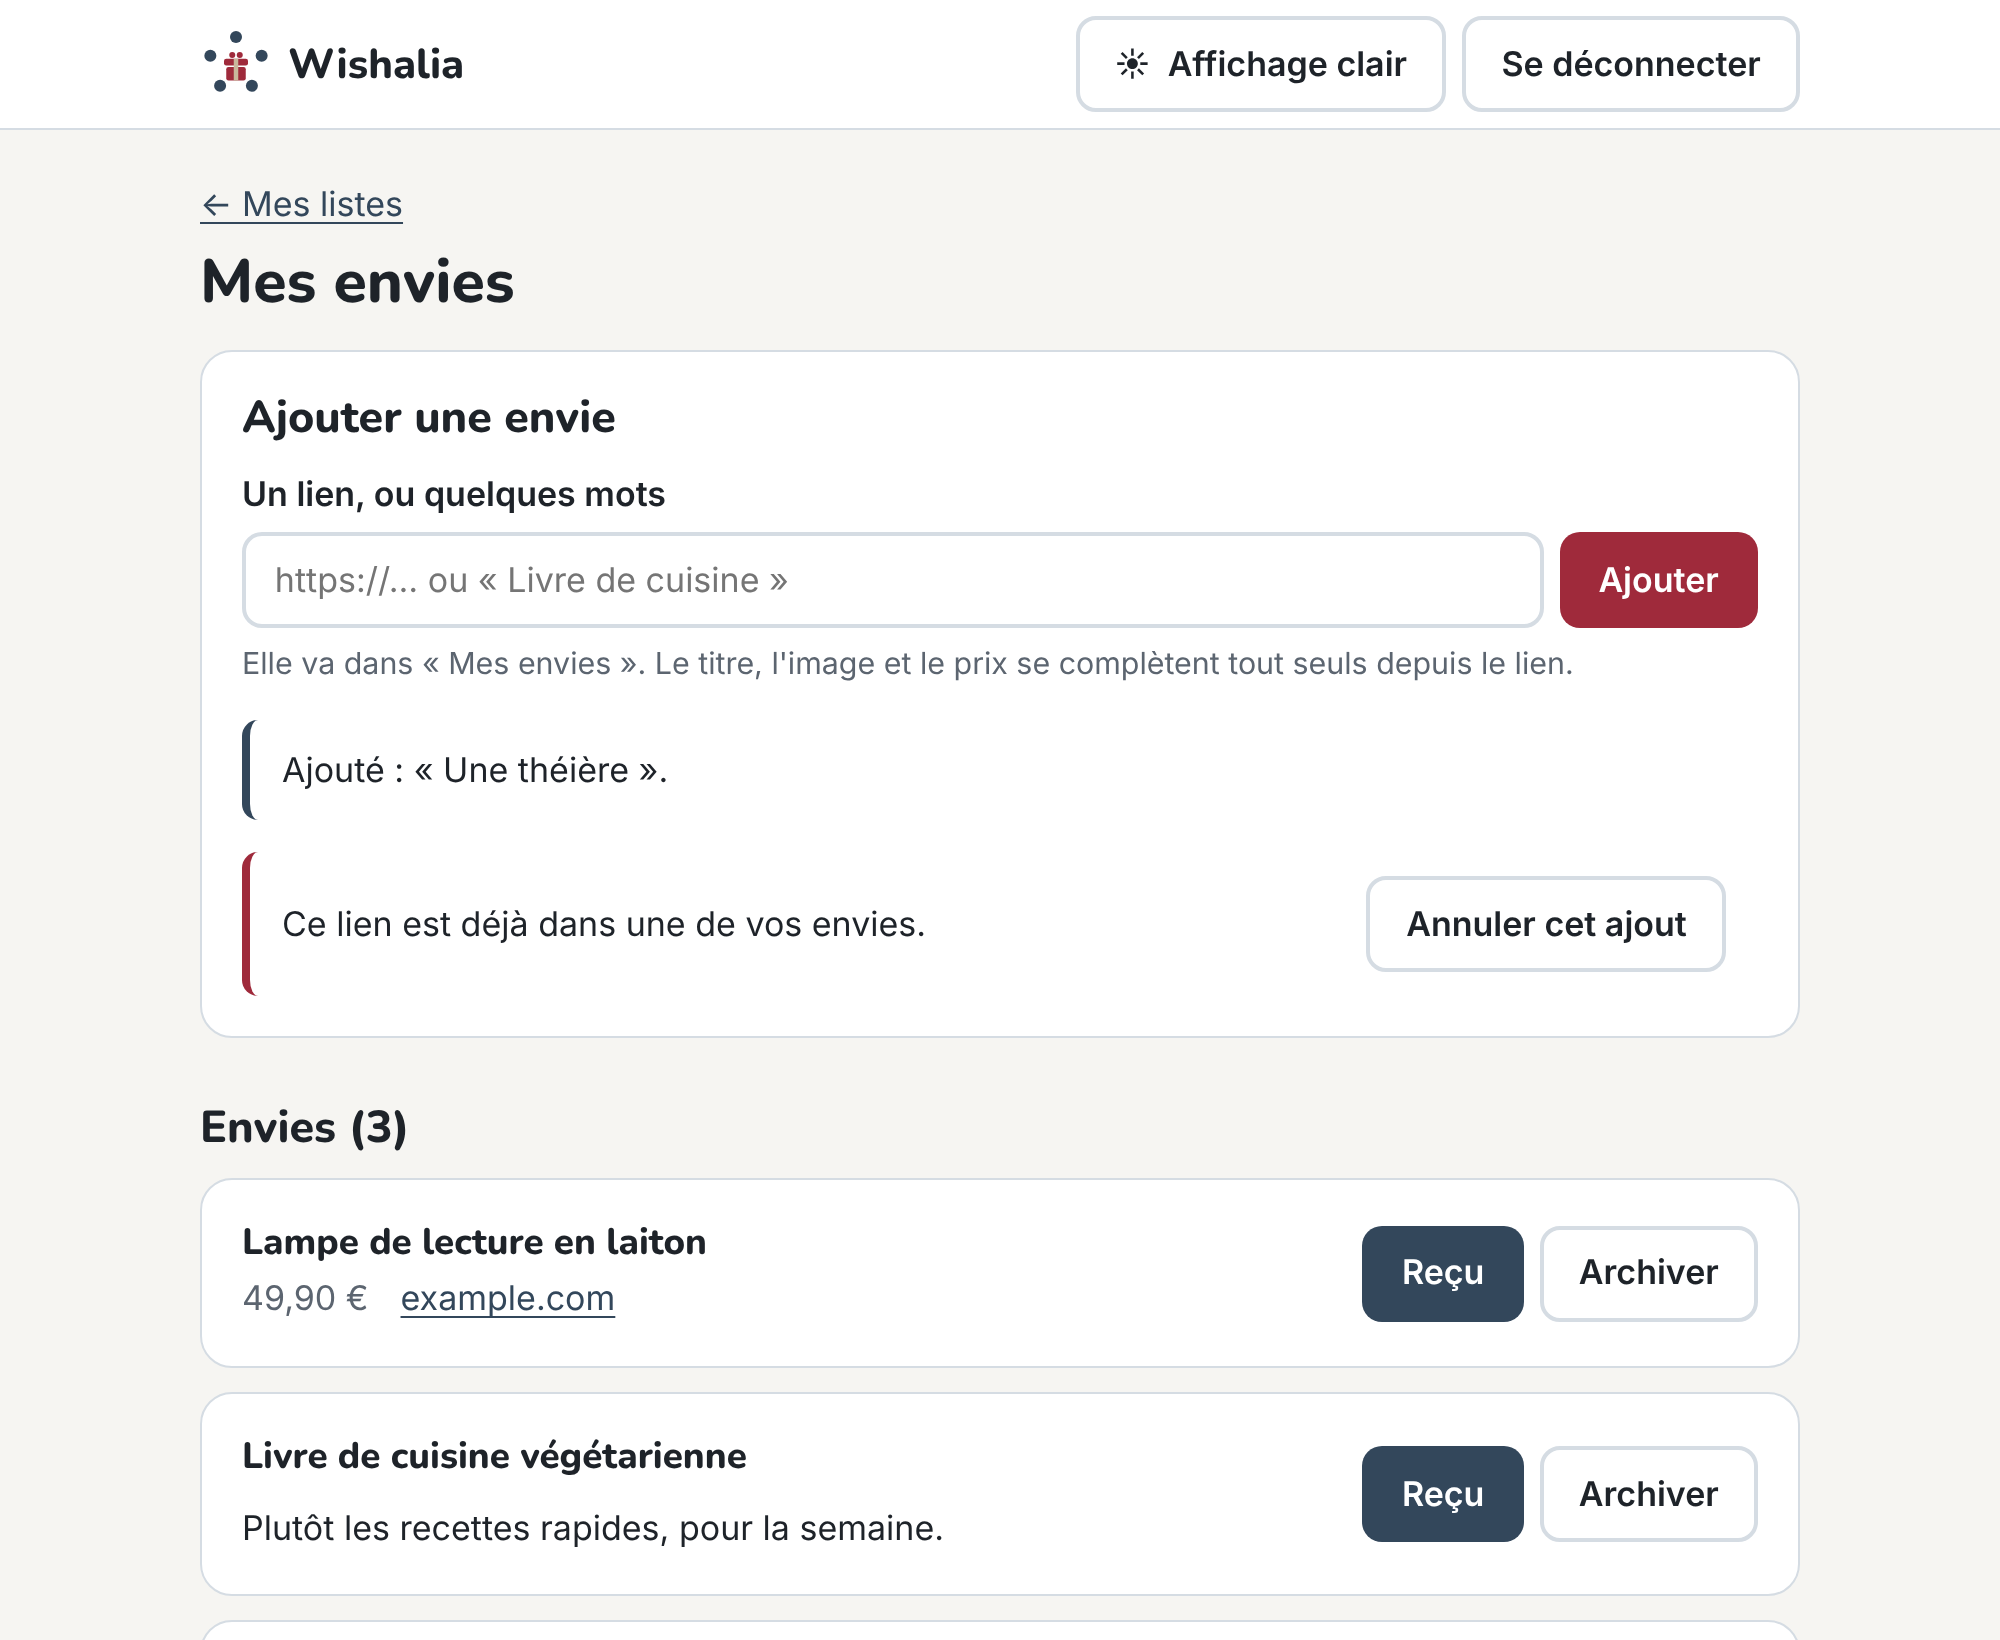 Wishalia
Affichage clair
Se déconnecter
← Mes listes
Mes envies
Ajouter une envie
Un lien, ou quelques mots
https://... ou « Livre de cuisine »
Ajouter
Elle va dans « Mes envies ». Le titre, l'image et le prix se complètent tout seuls depuis le lien.
Ajouté : « Une théière ».
Ce lien est déjà dans une de vos envies.
Annuler cet ajout
Envies (3)
Lampe de lecture en laiton
49,90 € example.com
Reçu
Archiver
Livre de cuisine végétarienne
Plutôt les recettes rapides, pour la semaine.
Reçu
Archiver